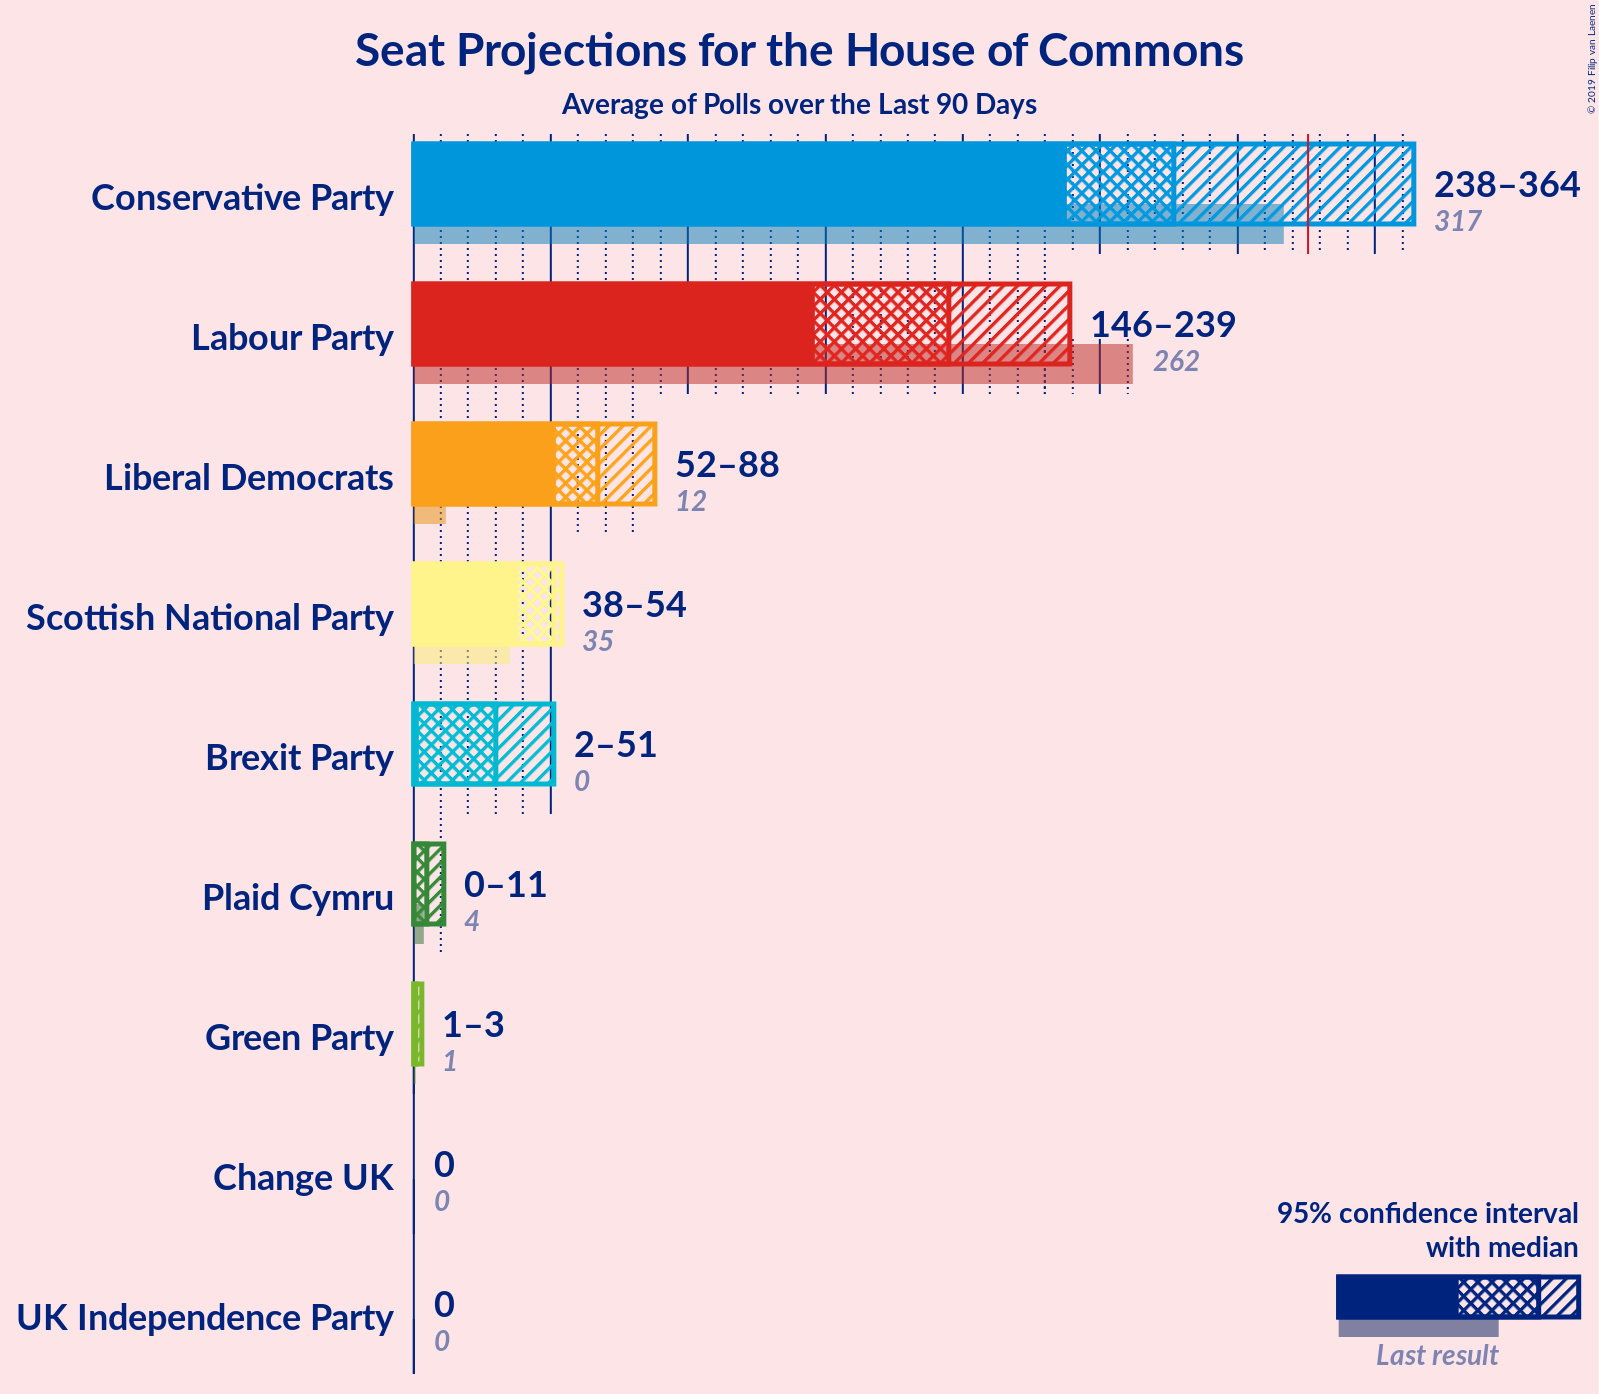 © 2019 Filip van Laenen
Seat Projections for the House of Commons
Average of Polls over the Last 90 Days
Conservative Party
238–364
317
Labour Party
146–239
262
Liberal Democrats
52–88
12
Scottish National Party
38–54
35
Brexit Party
2–51
0
Plaid Cymru
0–11
4
Green Party
1–3
1
Change UK
0
0
UK Independence Party
0
0
95% confidence interval
with median
Last result